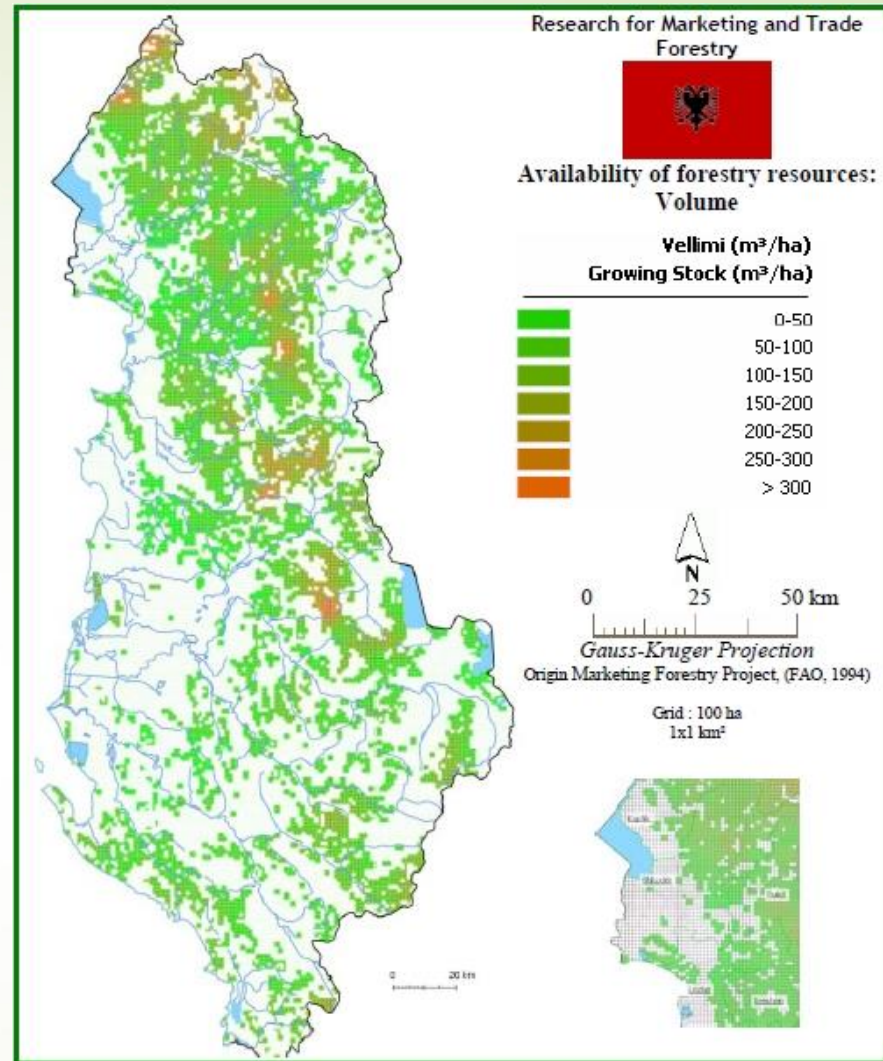 Research for Marketing and Trade
Forestry
Availability of forestry resources:
Volume
Vellimi (m³/ha)
Growing Stock (m³/ha)
0-50
50-100
100-150
150-200
200-250
250-300
> 300
N
0 25 50 km
Gauss-Kruger Projection
Origin Marketing Forestry Project, (FAO, 1994)
Grid : 100 ha
1x1 km²
0 20 km